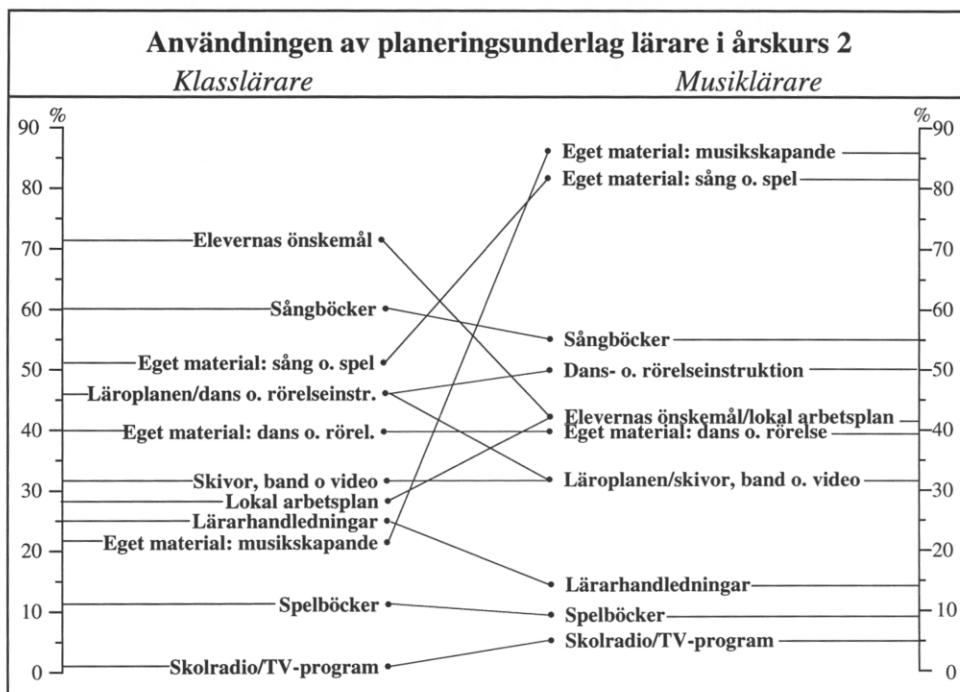 Användningen av planeringsunderlag lärare i årskurs 2
Klasslärare
Musiklärare
%
90
80
70
60
50
40
30
20
10
0
Elevernas önskemål
Sångböcker
Eget material: sång o. spel
Läroplanen/dans o. rörelseinstr.
Eget material: dans o. rörel.
Skivor, band o video
Lokal arbetsplan
Lärarhandledningar
Eget material: musikskapande
Spelböcker
Skolradio/TV-program
Eget material: musikskapande
Eget material: sång o. spel
Sångböcker
Dans- o. rörelseinstruktion
Elevernas önskemål/lokal arbetsplan
Eget material: dans o. rörelse
Läroplanen/skivor, band o. video
Lärarhandledningar
Spelböcker
Skolradio/TV-program
%
90
80
70
60
50
40
30
20
10
0